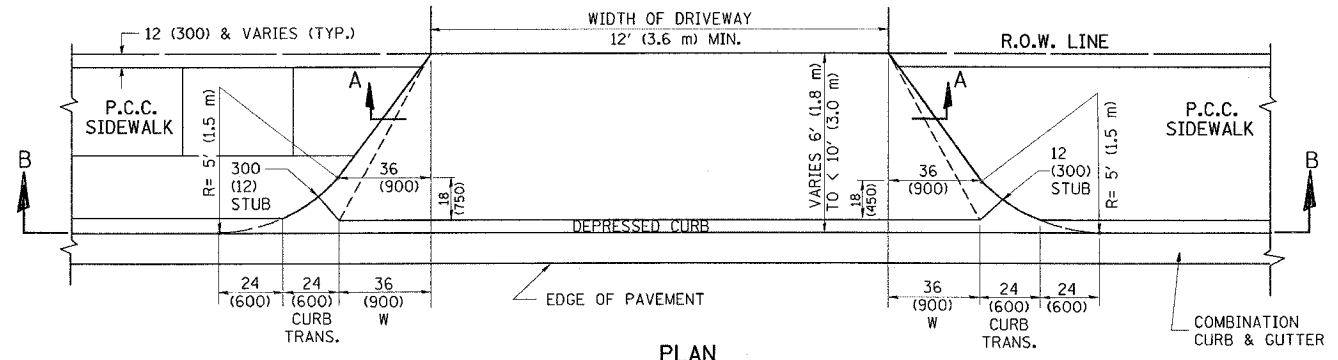 12 (300) & VARIES (TYP.)
WIDTH OF DRIVEWAY
12' (3.6 m) MIN.
R.O.W. LINE
A
A
P.C.C.
SIDEWALK
P.C.C.
SIDEWALK
R= 5' (1.5 m)
300
(12)
STUB
36
(900)
18
(750)
VARIES 6' (1.8 m)
TO < 10' (3.0 m)
36
(900)
18
(450)
12
(300)
STUB
R= 5' (1.5 m)
B
B
DEPRESSED CURB
24
(600)
24
(600)
CURB
TRANS.
36
(900)
W
EDGE OF PAVEMENT
36
(900)
W
24
(600)
CURB
TRANS.
24
(600)
COMBINATION
CURB & GUTTER
PLAN